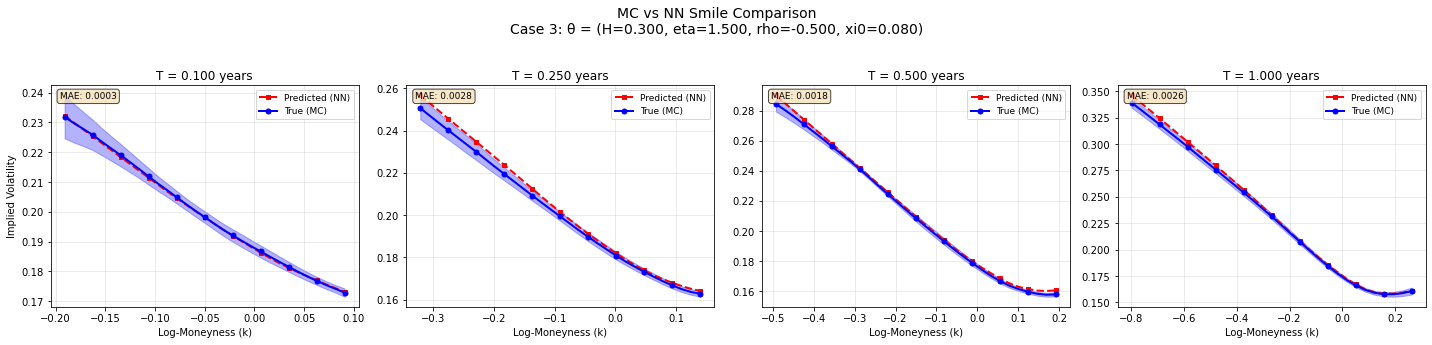 MC vs NN Smile Comparison
Case 3: θ = (H=0.300, eta=1.500, rho=-0.500, xi0=0.080)
T = 0.100 years
MAE: 0.0003
Predicted (NN)
True (MC)
Implied Volatility
0.24
0.23
0.22
0.21
0.20
0.19
0.18
0.17
−0.20 −0.15 −0.10 −0.05 0.00 0.05 0.10
Log-Moneyness (k)
T = 0.250 years
MAE: 0.0028
Predicted (NN)
True (MC)
0.26
0.24
0.22
0.20
0.18
0.16
−0.3 −0.2 −0.1 0.0 0.1
Log-Moneyness (k)
T = 0.500 years
MAE: 0.0018
Predicted (NN)
True (MC)
0.28
0.26
0.24
0.22
0.20
0.18
0.16
−0.5 −0.4 −0.3 −0.2 −0.1 0.0 0.1 0.2
Log-Moneyness (k)
T = 1.000 years
MAE: 0.0026
Predicted (NN)
True (MC)
0.350
0.325
0.300
0.275
0.250
0.225
0.200
0.175
0.150
−0.8 −0.6 −0.4 −0.2 0.0 0.2
Log-Moneyness (k)